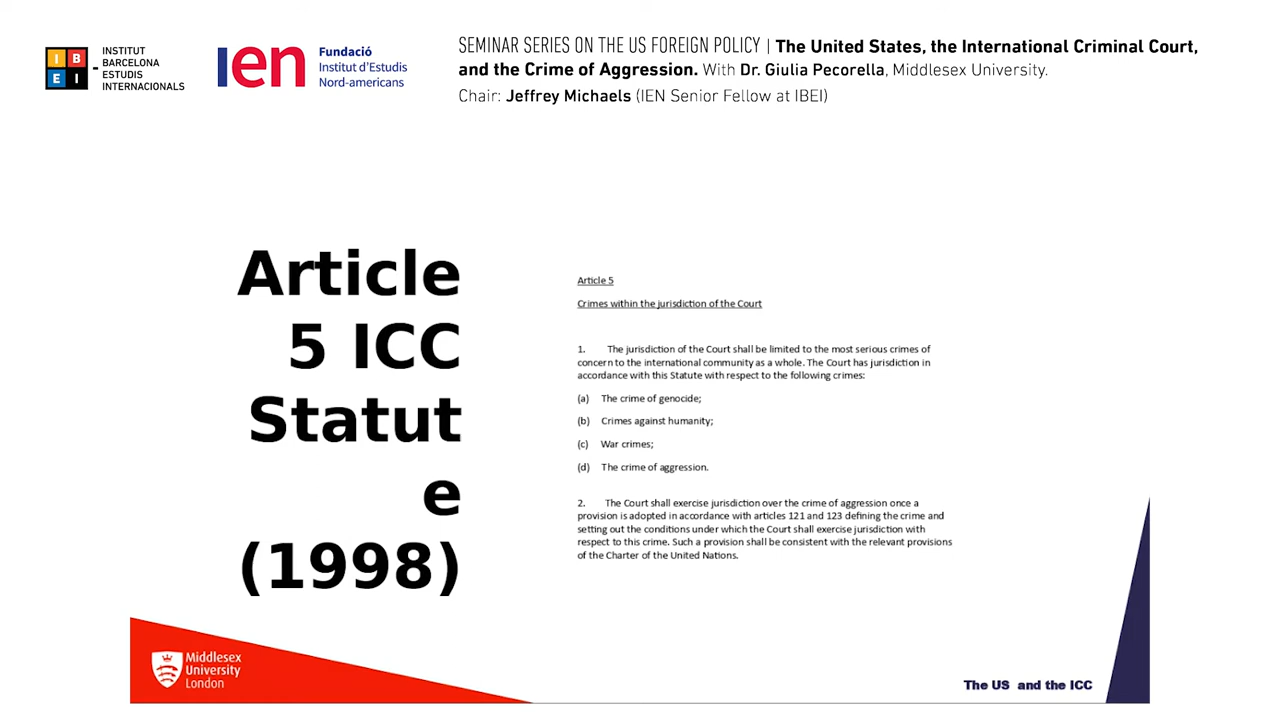 I B
E I
INSTITUT
BARCELONA
ESTUDIS
INTERNACIONALS
ien
Fundació
Institut d'Estudis
Nord-americans
SEMINAR SERIES ON THE US FOREIGN POLICY | The United States, the International Criminal Court,
and the Crime of Aggression. With Dr. Giulia Pecorella, Middlesex University.
Chair: Jeffrey Michaels (IEN Senior Fellow at IBEI)
Article
5 ICC
Statut
e
(1998)
Article 5
Crimes within the jurisdiction of the Court
1. The jurisdiction of the Court shall be limited to the most serious crimes of
concern to the international community as a whole. The Court has jurisdiction in
accordance with this Statute with respect to the following crimes:
(a) The crime of genocide;
(b) Crimes against humanity;
(c) War crimes;
(d) The crime of aggression.
2. The Court shall exercise jurisdiction over the crime of aggression once a
provision is adopted in accordance with articles 121 and 123 defining the crime and
setting out the conditions under which the Court shall exercise jurisdiction with
respect to this crime. Such a provision shall be consistent with the relevant provisions
of the Charter of the United Nations.
Middlesex
University
London
The US and the ICC